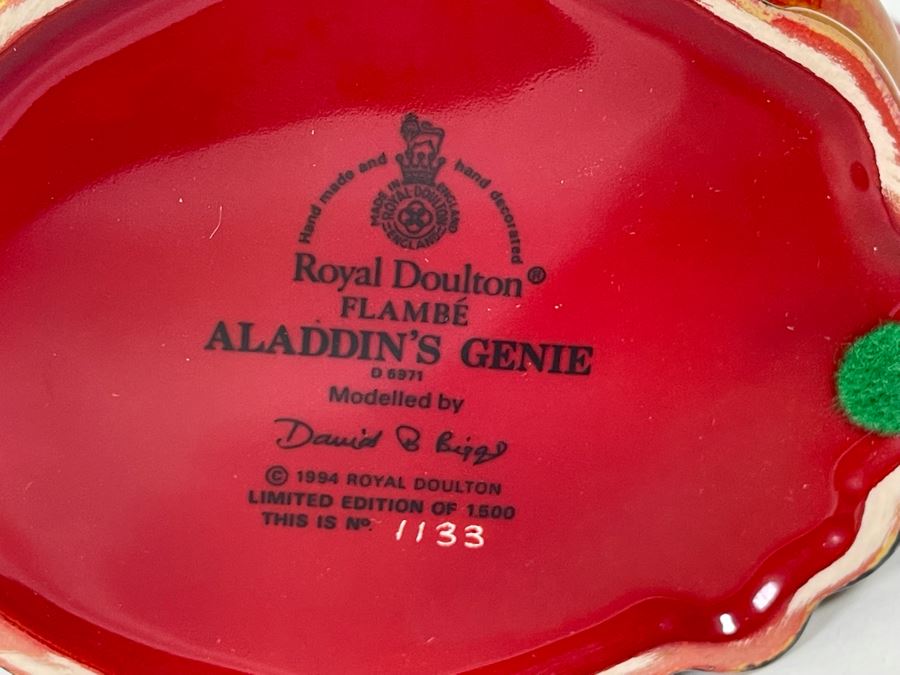 Hand made and hand decorated
MADE IN ENGLAND
ROYAL DOULTON
ENGLAND
Royal Doulton®
FLAMBÉ
ALADDIN'S GENIE
D 6971
Modelled by
David B Biggs
© 1994 ROYAL DOULTON
LIMITED EDITION OF 1,500
THIS IS Nº. 1133